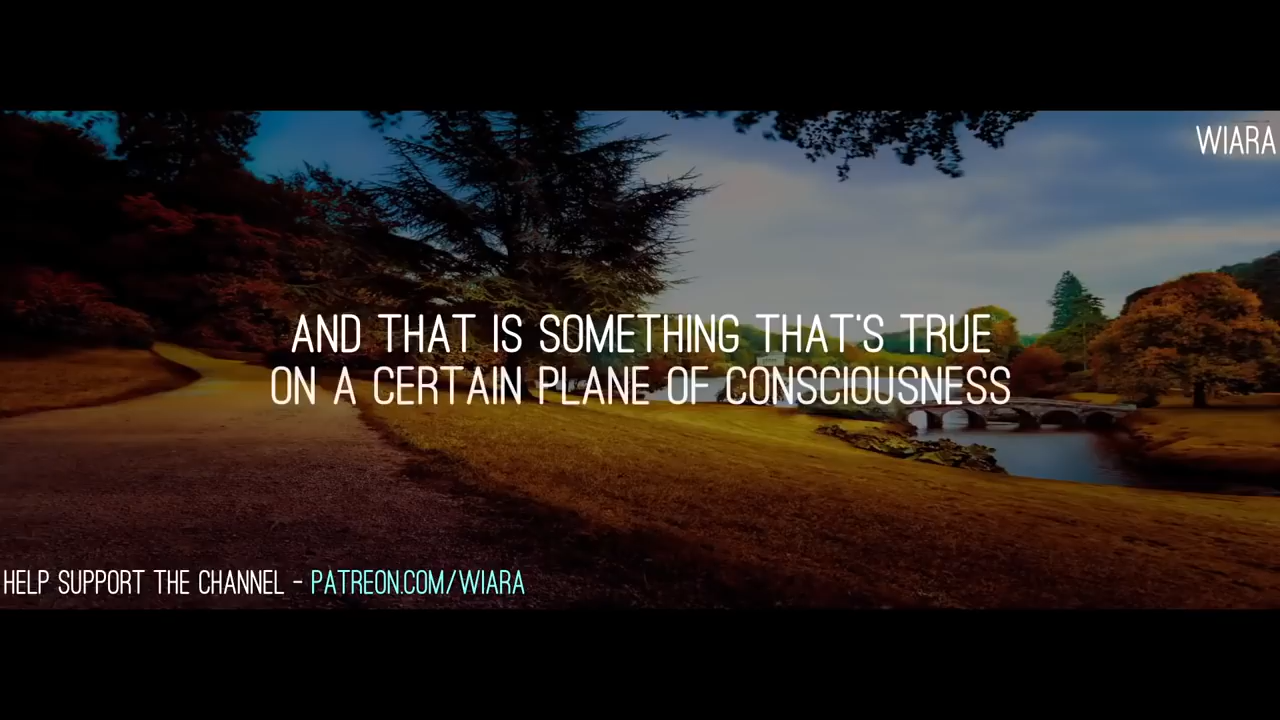 WIARA
AND THAT IS SOMETHING THAT'S TRUE
ON A CERTAIN PLANE OF CONSCIOUSNESS
HELP SUPPORT THE CHANNEL - PATREON.COM/WIARA